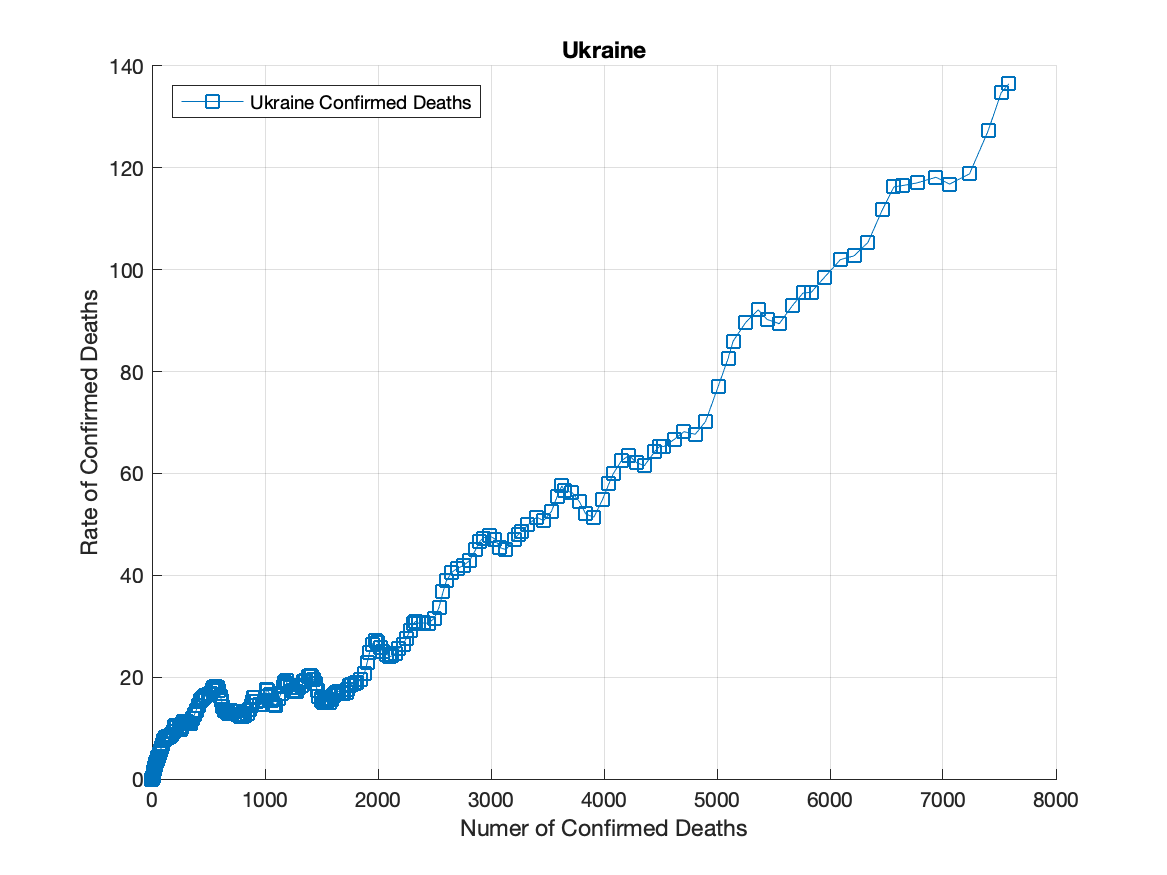 Ukraine
Ukraine Confirmed Deaths
140
120
100
80
60
40
20
0
Rate of Confirmed Deaths
0 1000 2000 3000 4000 5000 6000 7000 8000
Numer of Confirmed Deaths